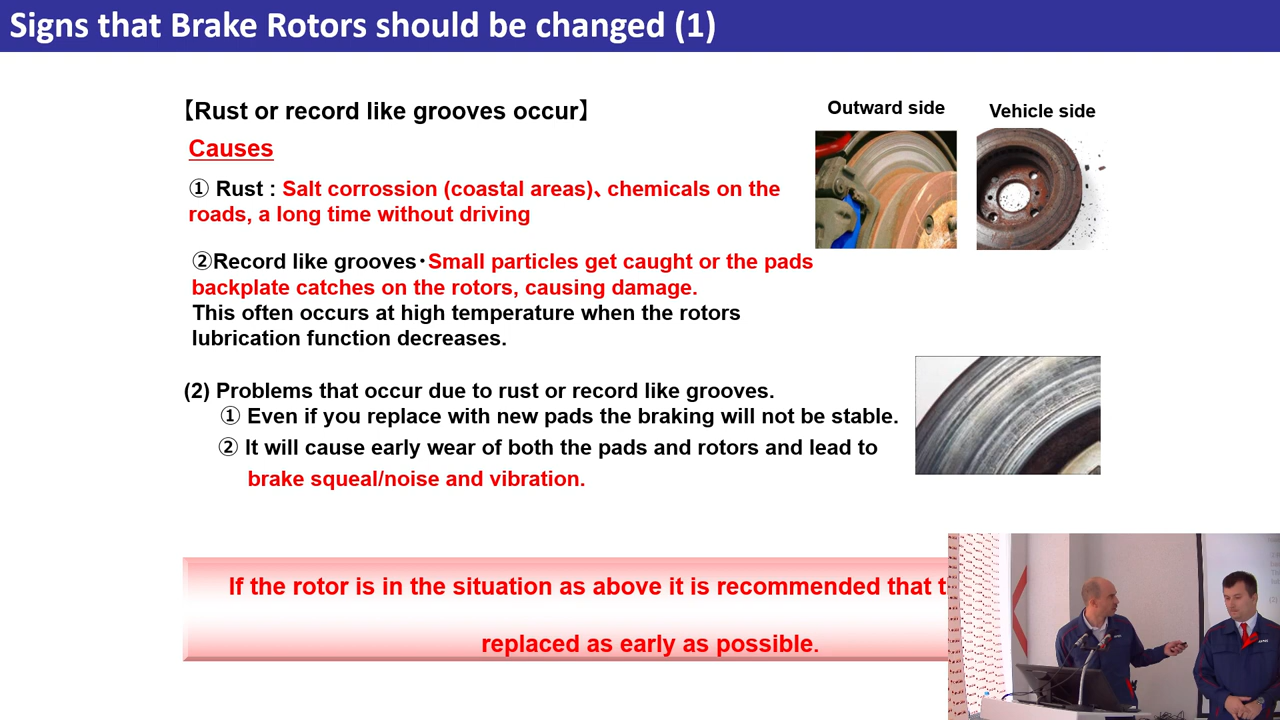 Signs that Brake Rotors should be changed (1)
【Rust or record like grooves occur】
Outward side
Vehicle side
Causes
① Rust : Salt corrossion (coastal areas)、chemicals on the
roads, a long time without driving
②Record like grooves・Small particles get caught or the pads
backplate catches on the rotors, causing damage.
This often occurs at high temperature when the rotors
lubrication function decreases.
(2) Problems that occur due to rust or record like grooves.
① Even if you replace with new pads the braking will not be stable.
② It will cause early wear of both the pads and rotors and lead to
brake squeal/noise and vibration.
If the rotor is in the situation as above it is recommended that
replaced as early as possible.